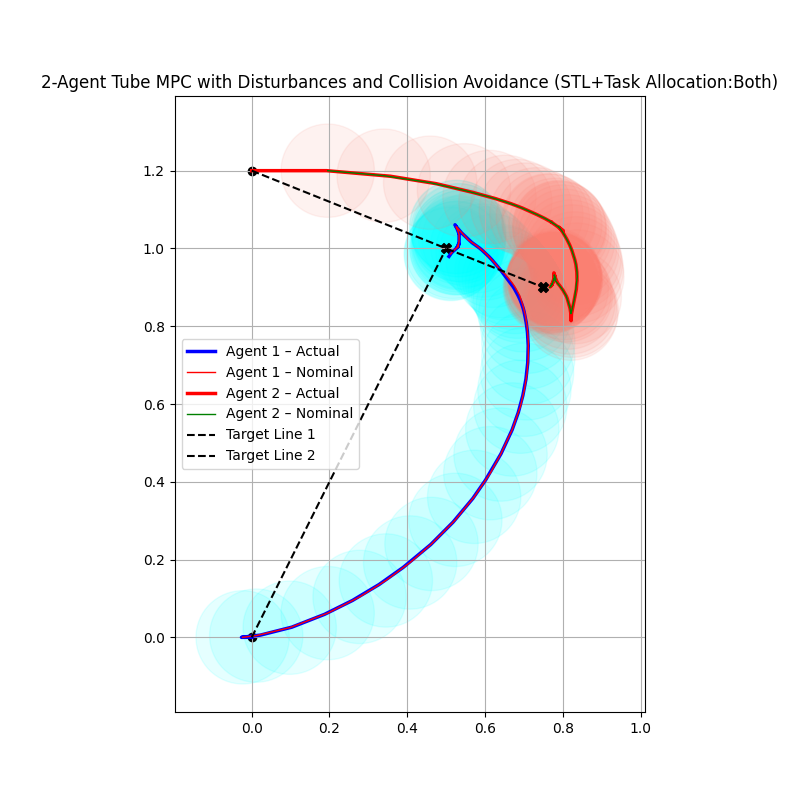 2-Agent Tube MPC with Disturbances and Collision Avoidance (STL+Task Allocation:Both)
1.2
1.0
0.8
0.6
0.4
0.2
0.0
Agent 1 – Actual
Agent 1 – Nominal
Agent 2 – Actual
Agent 2 – Nominal
Target Line 1
Target Line 2
0.0 0.2 0.4 0.6 0.8 1.0